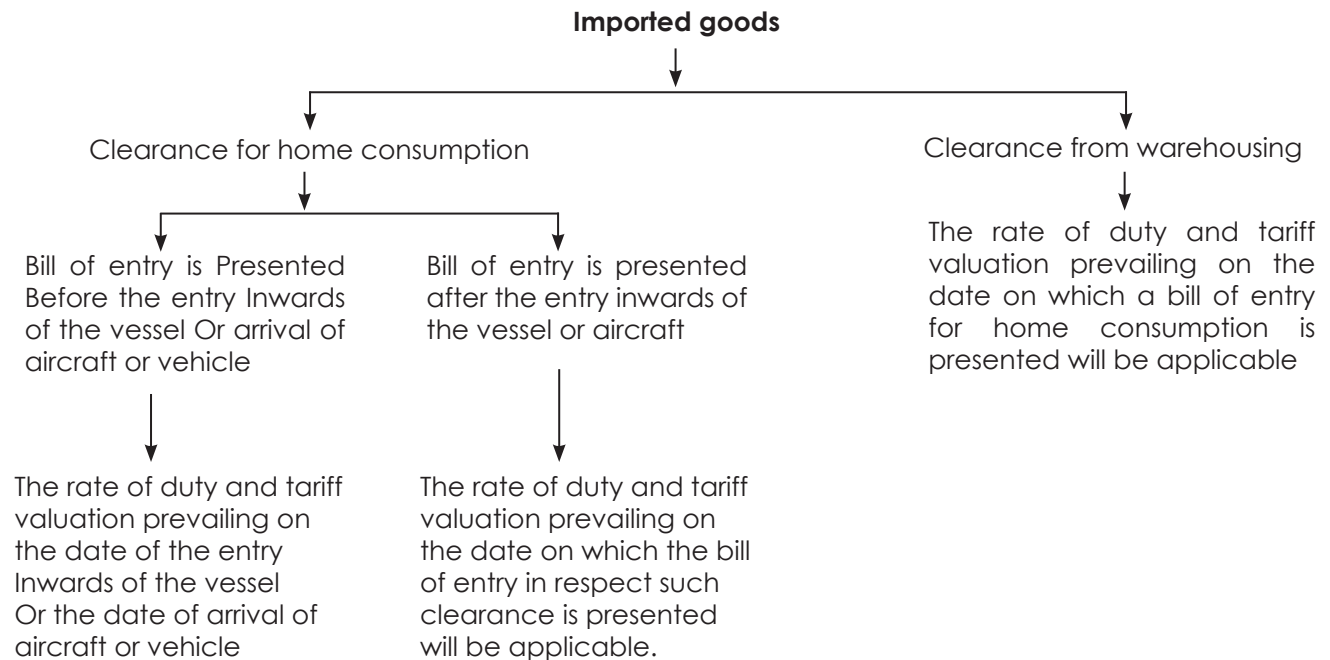 Imported goods
Clearance for home consumption
Clearance from warehousing
Bill of entry is Presented
Before the entry Inwards
of the vessel Or arrival of
aircraft or vehicle
Bill of entry is presented
after the entry inwards of
the vessel or aircraft
The rate of duty and tariff
valuation prevailing on the
date on which a bill of entry
for home consumption is
presented will be applicable
The rate of duty and tariff
valuation prevailing on
the date of the entry
Inwards of the vessel
Or the date of arrival of
aircraft or vehicle
The rate of duty and tariff
valuation prevailing on
the date on which the bill
of entry in respect such
clearance is presented
will be applicable.